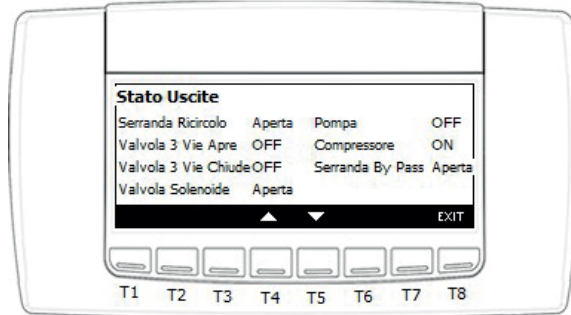 Stato Uscite
Serranda Ricircolo Aperta Pompa OFF
Valvola 3 Vie Apre OFF Compressore ON
Valvola 3 Vie Chiude OFF Serranda By Pass Aperta
Valvola Solenoide Aperta
EXIT
T1 T2 T3 T4 T5 T6 T7 T8